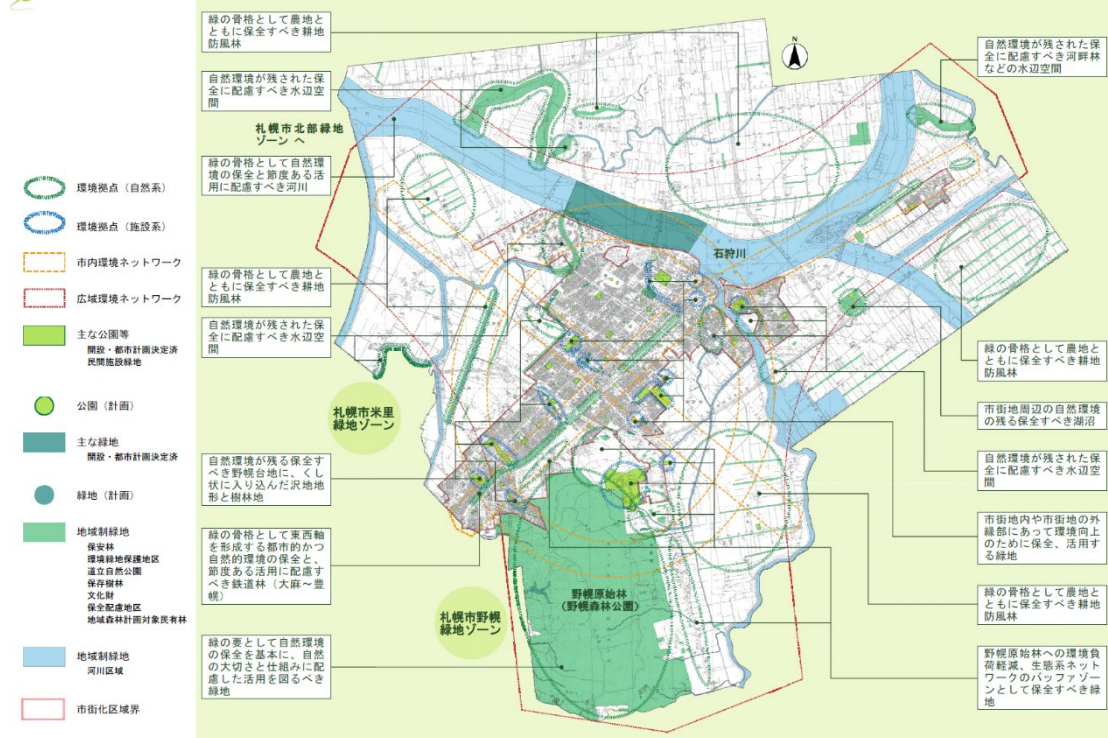 環境拠点（自然系）
環境拠点（施設系）
市内環境ネットワーク
広域環境ネットワーク
主な公園等
開設・都市計画決定済
民間施設緑地
公園（計画）
主な緑地
開設・都市計画決定済
緑地（計画）
地域制緑地
保安林
環境緑地保護地区
道立自然公園
保存樹林
文化財
保全配慮地区
地域森林計画対象民有林
地域制緑地
河川区域
市街化区域界
緑の骨格として農地と
ともに保全すべき耕地
防風林
自然環境が残された保
全に配慮すべき水辺空
間
札幌市北部緑地
ゾーン へ
緑の骨格として自然環
境の保全と節度ある活
用に配慮すべき河川
緑の骨格として農地と
ともに保全すべき耕地
防風林
自然環境が残された保
全に配慮すべき水辺空
間
札幌市米里
緑地ゾーン
自然環境が残る保全す
べき野幌台地に、くし
状に入り込んだ沢地地
形と樹林地
緑の骨格として東西軸
を形成する都市的かつ
自然的環境の保全と、
節度ある活用に配慮す
べき鉄道林（大麻～豊
幌）
札幌市野幌
緑地ゾーン
緑の要として自然環境
の保全を基本に、自然
の大切さと仕組みに配
慮した活用を図るべき
緑地
N
石狩川
野幌原始林
（野幌森林公園）
自然環境が残された保
全に配慮すべき河畔林
などの水辺空間
緑の骨格として農地と
ともに保全すべき耕地
防風林
市街地周辺の自然環境
の残る保全すべき湖沼
自然環境が残された保
全に配慮すべき水辺空
間
市街地内や市街地の外
縁部にあって環境向上
のために保全、活用す
る緑地
緑の骨格として農地と
ともに保全すべき耕地
防風林
野幌原始林への環境負
荷軽減、生態系ネット
ワークのバッファゾー
ンとして保全すべき緑
地